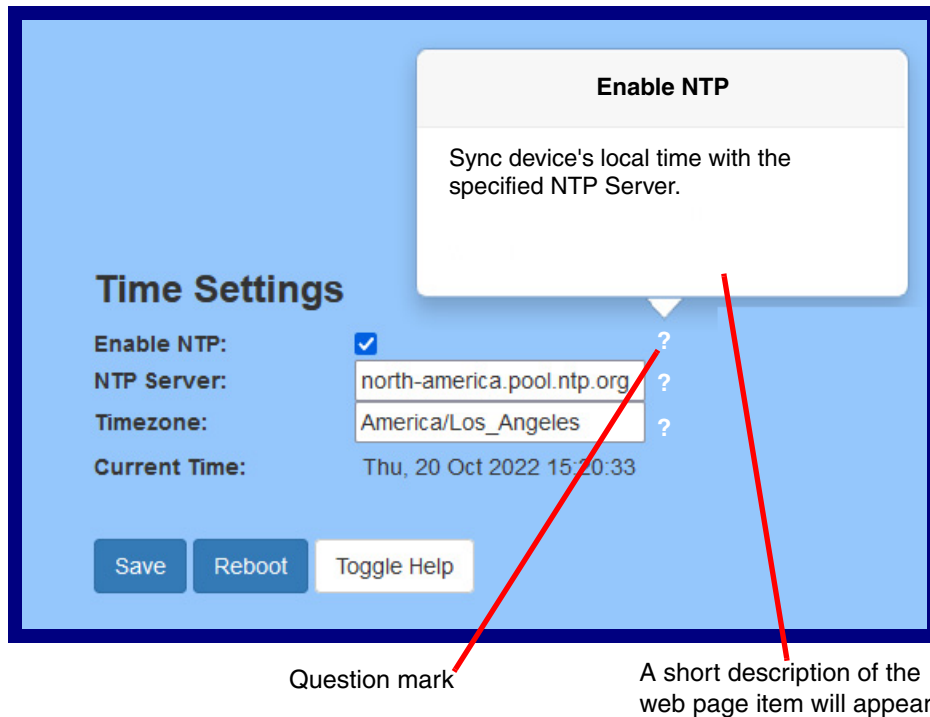 Enable NTP
Sync device's local time with the
specified NTP Server.
Time Settings
Enable NTP: ?
NTP Server: north-america.pool.ntp.org ?
Timezone: America/Los_Angeles ?
Current Time: Thu, 20 Oct 2022 15:20:33
Save Reboot Toggle Help
Question mark
A short description of the
web page item will appear